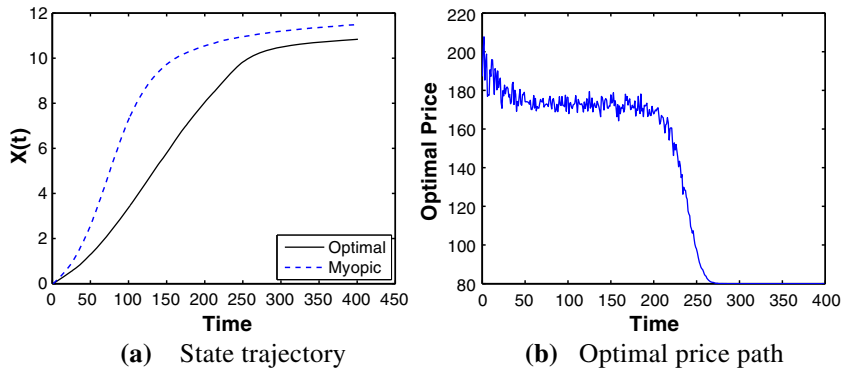 12
10
8
6
4
2
0
X(t)
Optimal
Myopic
0 50 100 150 200 250 300 350 400 450
Time
(a) State trajectory
220
200
180
160
140
120
100
80
Optimal Price
0 50 100 150 200 250 300 350 400
Time
(b) Optimal price path